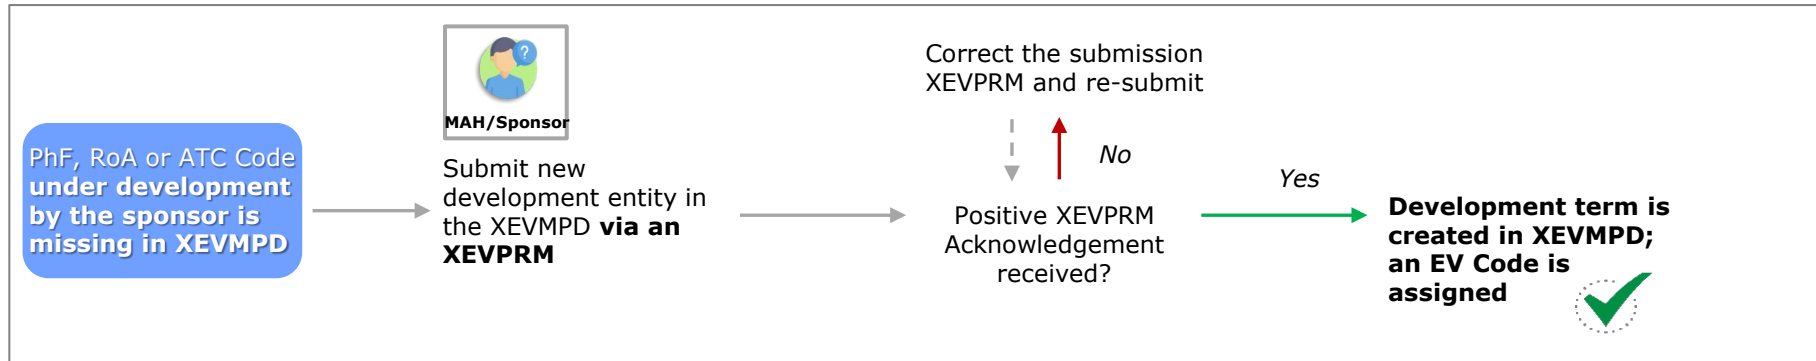 PhF, RoA or ATC Code
under development
by the sponsor is
missing in XEVMPD
?
MAH/Sponsor
Submit new
development entity in
the XEVMPD via an
XEVPRM
Correct the submission
XEVPRM and re-submit
No
Positive XEVPRM
Acknowledgement
received?
Yes
Development term is
created in XEVMPD;
an EV Code is
assigned